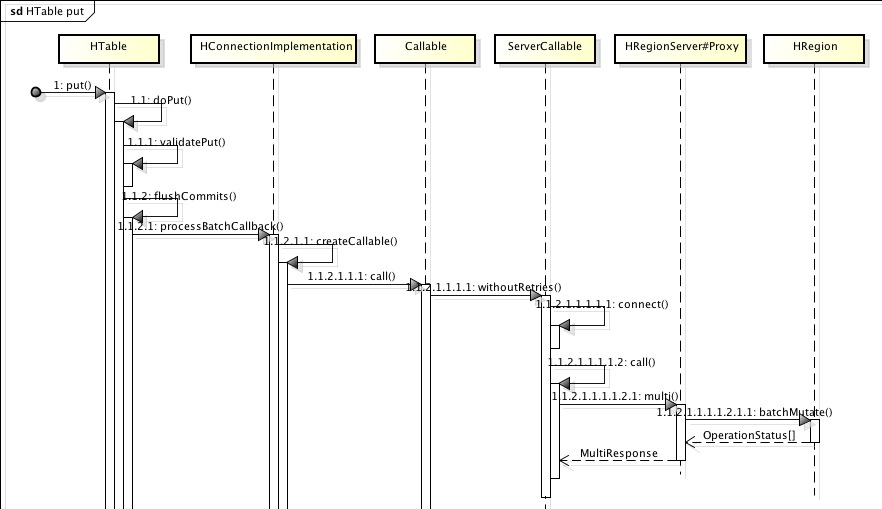 sd HTable put
HTable
HConnectionImplementation
Callable
ServerCallable
HRegionServer#Proxy
HRegion
1: put()
1.1: doPut()
1.1.1: validatePut()
1.1.2: flushCommits()
1.1.2.1: processBatchCallback()
1.1.2.1.1: createCallable()
1.1.2.1.1.1: call()
1.1.2.1.1.1.1: withoutRetries()
1.1.2.1.1.1.1.1: connect()
1.1.2.1.1.1.1.2: call()
1.1.2.1.1.1.1.2.1: multi()
1.1.2.1.1.1.1.2.1.1: batchMutate()
OperationStatus[]
MultiResponse